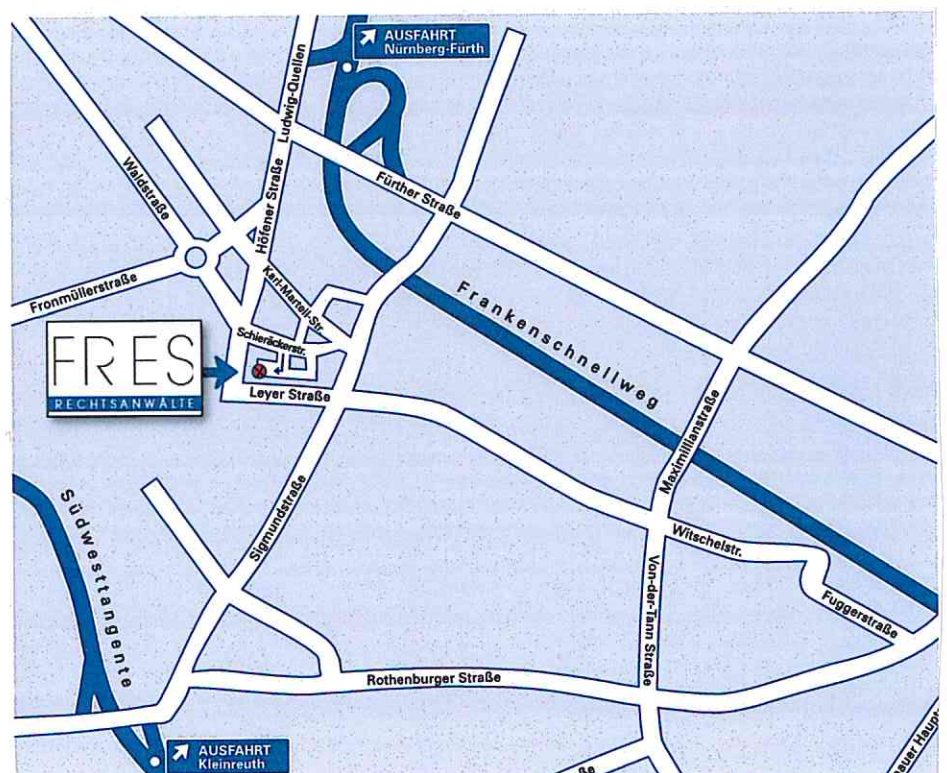 AUSFAHRT
Nürnberg-Fürth
Ludwig-Quellen
Höfener Straße
Waldstraße
Fürther Straße
Fronmüllerstraße
Karl-Martell-Str.
Frankenschnellweg
Schieräckerstr.
FRES
RECHTSANWÄLTE
Leyer Straße
Maximilianstraße
Südwesttangente
Sigmundstraße
Witschelstr.
Von-der-Tann Straße
Fuggerstraße
Rothenburger Straße
AUSFAHRT
Kleinreuth